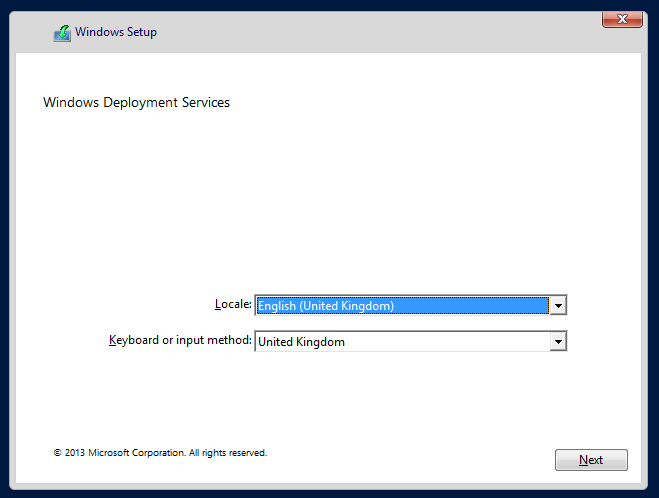 Windows Setup
Windows Deployment Services
Locale: English (United Kingdom)
Keyboard or input method: United Kingdom
© 2013 Microsoft Corporation. All rights reserved.
Next